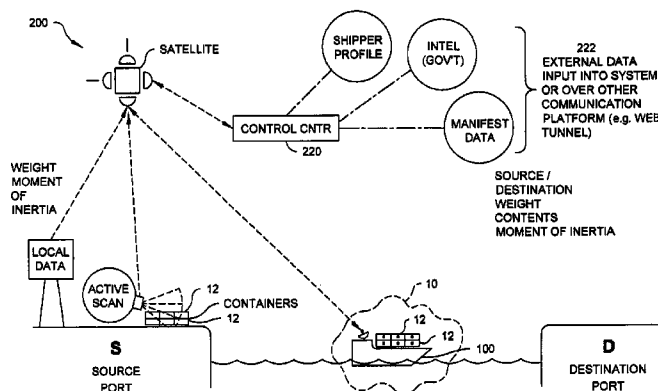 200
SATELLITE
SHIPPER
PROFILE
INTEL
(GOV'T)
222
EXTERNAL DATA
INPUT INTO SYSTEM
OR OVER OTHER
COMMUNICATION
PLATFORM (e.g. WEB
TUNNEL)
CONTROL CNTR
220
MANIFEST
DATA
WEIGHT
MOMENT
OF
INERTIA
SOURCE /
DESTINATION
WEIGHT
CONTENTS
MOMENT OF INERTIA
LOCAL
DATA
ACTIVE
SCAN
12
CONTAINERS
12
10
12
12
100
S
SOURCE
PORT
D
DESTINATION
PORT